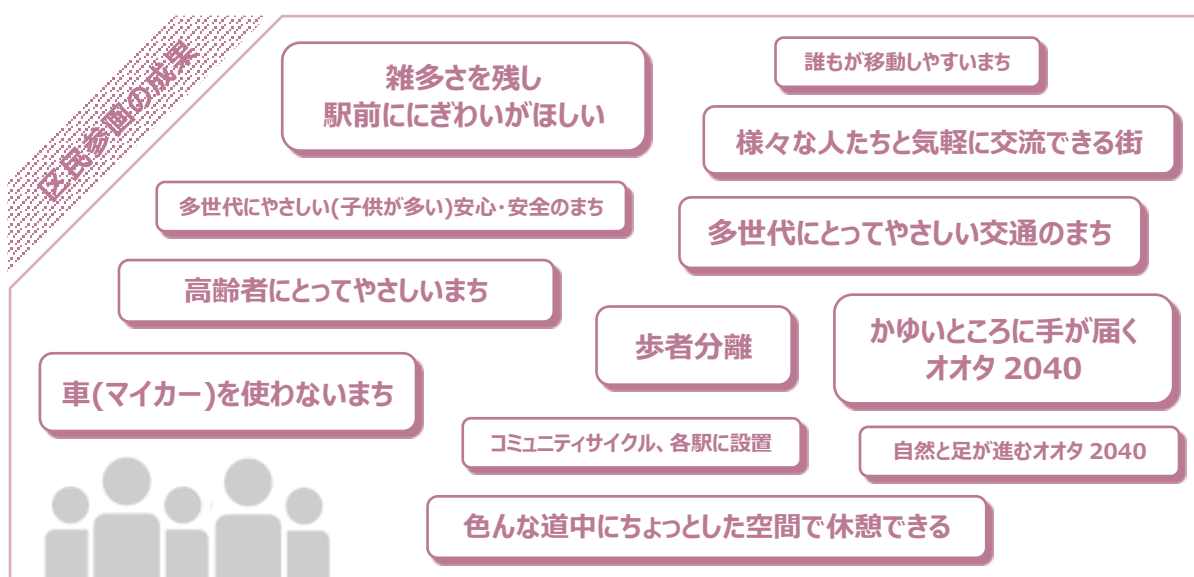 区民参画の成果
雑多さを残し
駅前ににぎわいがほしい
誰もが移動しやすいまち
様々な人たちと気軽に交流できる街
多世代にやさしい(子供が多い)安心・安全のまち
多世代にとってやさしい交通のまち
高齢者にとってやさしいまち
歩者分離
かゆいところに手が届く
オオタ 2040
車(マイカー)を使わないまち
コミュニティサイクル、各駅に設置
自然と足が進むオオタ 2040
色んな道中にちょっとした空間で休憩できる